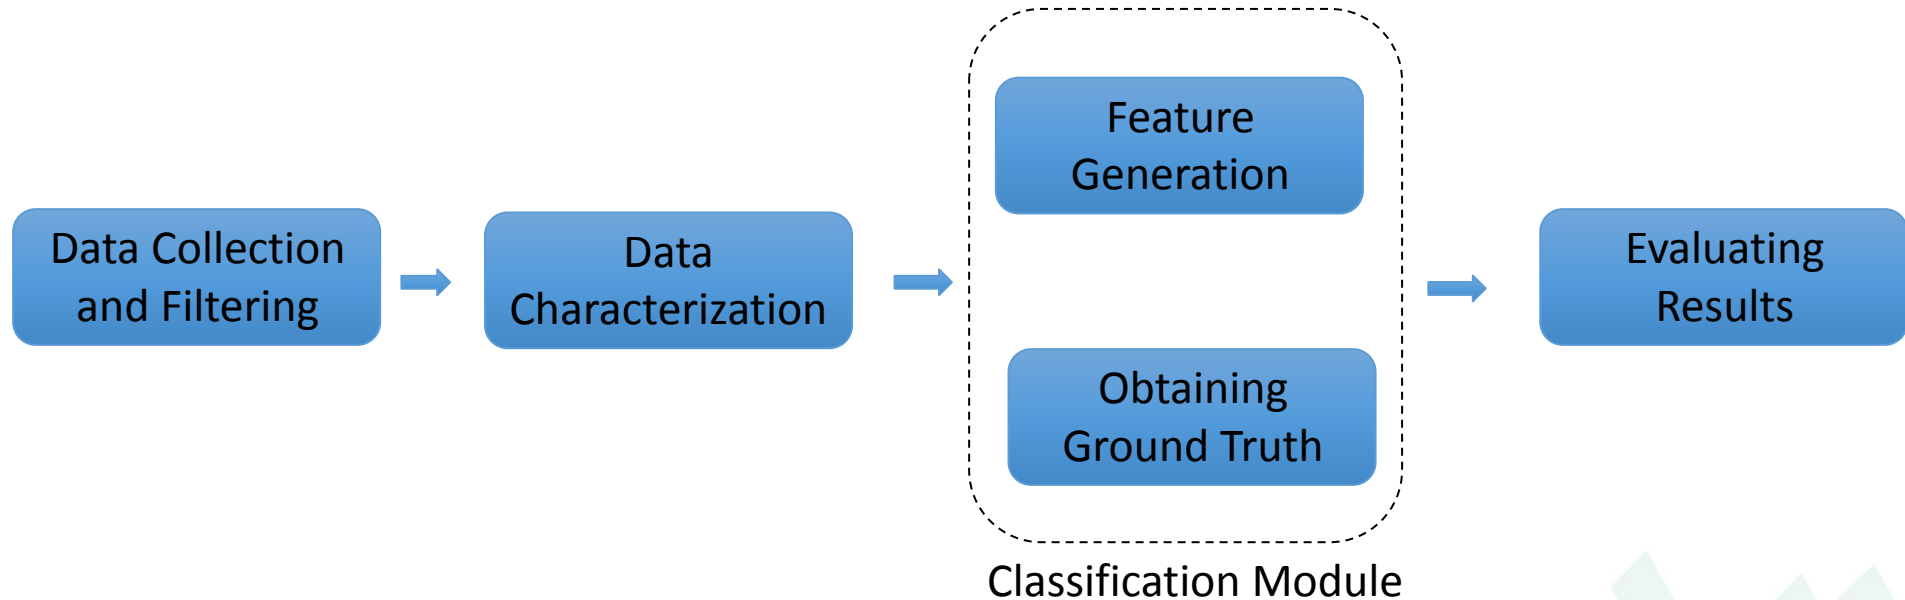 Data Collection
and Filtering
Data
Characterization
Feature
Generation
Obtaining
Ground Truth
Classification Module
Evaluating
Results